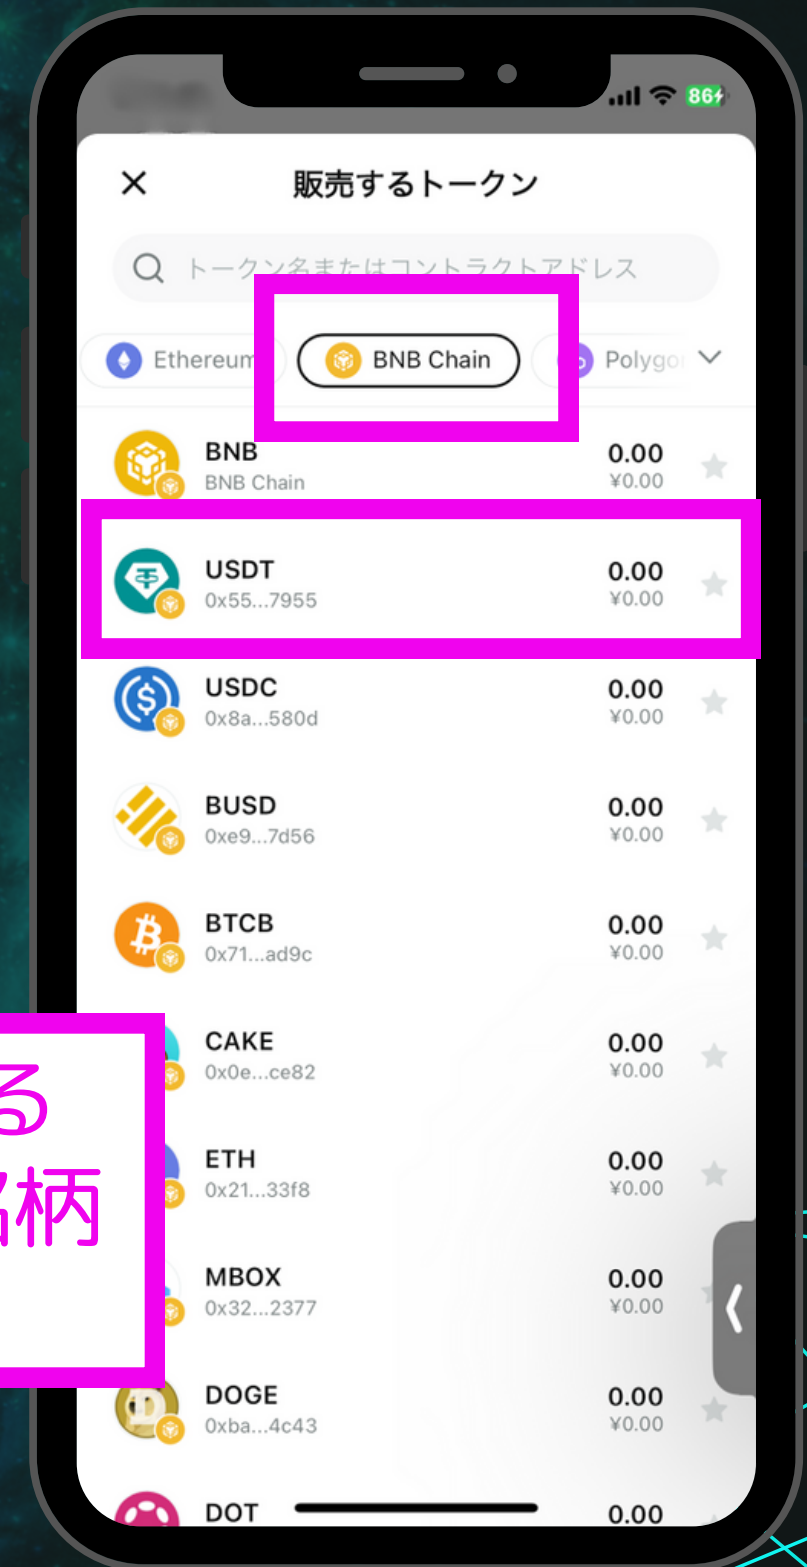 86
販売するトークン
トークン名またはコントラクトアドレス
Ethereum
BNB Chain
Polygo
BNB
0.00
BNB Chain
¥0.00
USDT
0.00
0x55...7955
¥0.00
USDC
0.00
0x8a...580d
¥0.00
BUSD
0.00
0xe9...7d56
¥0.00
BTCB
0.00
0x71...ad9c
¥0.00
CAKE
0.00
0x0e...ce82
¥0.00
る
銘柄
ETH
0.00
0x21...33f8
¥0.00
MBOX
0.00
0x32...2377
¥0.00
DOGE
0.00
0xba...4c43
¥0.00
DOT
0.00